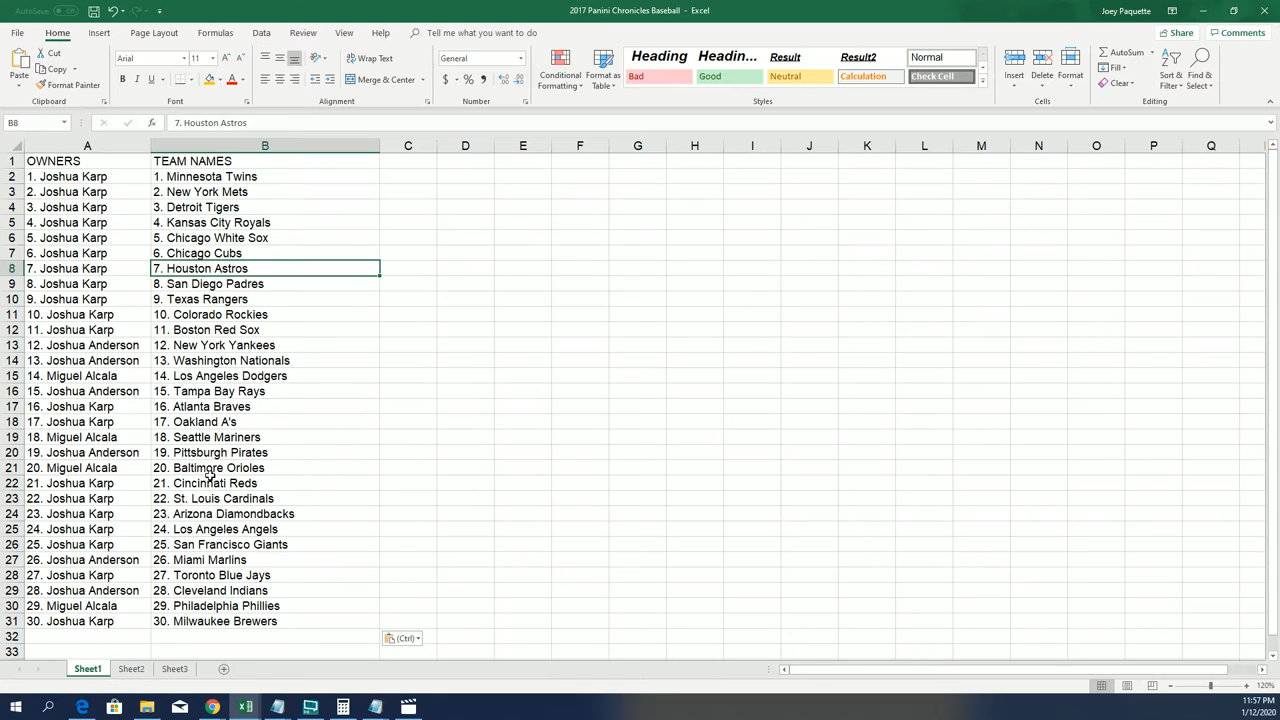 AutoSave Off 2017 Panini Chronicles Baseball - Excel Joey Paquette
File Home Insert Page Layout Formulas Data Review View Help Tell me what you want to do Share Comments
Paste Cut Copy Format Painter Clipboard
Arial 11 B I U A Font
Wrap Text Merge & Center Alignment
General $ % Number
Conditional Formatting Format as Table
Heading Headin... Result Result2 Normal
Bad Good Neutral Calculation Check Cell
Styles
Insert Delete Format Cells
AutoSum Fill Clear Sort & Filter Find & Select Editing
B8 fx 7. Houston Astros
A B C D E F G H I J K L M N O P Q
1 OWNERS TEAM NAMES
2 1. Joshua Karp 1. Minnesota Twins
3 2. Joshua Karp 2. New York Mets
4 3. Joshua Karp 3. Detroit Tigers
5 4. Joshua Karp 4. Kansas City Royals
6 5. Joshua Karp 5. Chicago White Sox
7 6. Joshua Karp 6. Chicago Cubs
8 7. Joshua Karp 7. Houston Astros
9 8. Joshua Karp 8. San Diego Padres
10 9. Joshua Karp 9. Texas Rangers
11 10. Joshua Karp 10. Colorado Rockies
12 11. Joshua Karp 11. Boston Red Sox
13 12. Joshua Anderson 12. New York Yankees
14 13. Joshua Anderson 13. Washington Nationals
15 14. Miguel Alcala 14. Los Angeles Dodgers
16 15. Joshua Anderson 15. Tampa Bay Rays
17 16. Joshua Karp 16. Atlanta Braves
18 17. Joshua Karp 17. Oakland A's
19 18. Miguel Alcala 18. Seattle Mariners
20 19. Joshua Anderson 19. Pittsburgh Pirates
21 20. Miguel Alcala 20. Baltimore Orioles
22 21. Joshua Karp 21. Cincinnati Reds
23 22. Joshua Karp 22. St. Louis Cardinals
24 23. Joshua Karp 23. Arizona Diamondbacks
25 24. Joshua Karp 24. Los Angeles Angels
26 25. Joshua Karp 25. San Francisco Giants
27 26. Joshua Anderson 26. Miami Marlins
28 27. Joshua Karp 27. Toronto Blue Jays
29 28. Joshua Anderson 28. Cleveland Indians
30 29. Miguel Alcala 29. Philadelphia Phillies
31 30. Joshua Karp 30. Milwaukee Brewers
32 (Ctrl)
33
Sheet1 Sheet2 Sheet3
120%
11:57 PM
1/12/2020